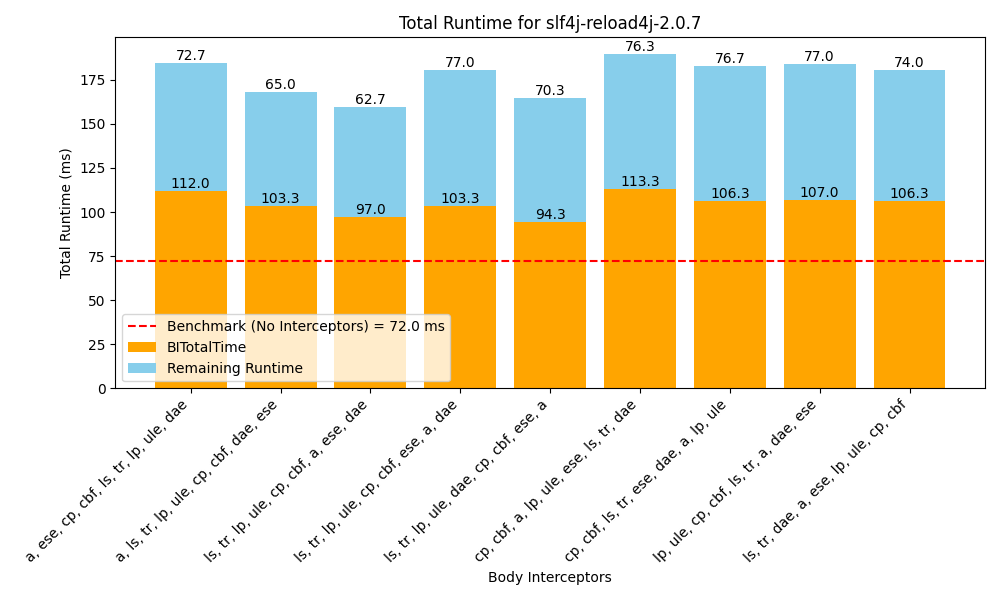 Total Runtime for slf4j-reload4j-2.0.7
Total Runtime (ms)
175
150
125
100
75
50
25
0
72.7
65.0
62.7
77.0
70.3
76.3
76.7
77.0
74.0
112.0
103.3
97.0
103.3
94.3
113.3
106.3
107.0
106.3
Benchmark (No Interceptors) = 72.0 ms
BITotalTime
Remaining Runtime
a, ese, cp, cbf, ls, tr, lp, ule, dae
a, ls, tr, lp, ule, cp, cbf, dae, ese
ls, tr, lp, ule, cp, cbf, a, ese, dae
ls, tr, lp, ule, cp, cbf, ese, a, dae
ls, tr, lp, ule, dae, cp, cbf, ese, a
cp, cbf, a, lp, ule, ese, ls, tr, dae
cp, cbf, ls, tr, ese, dae, a, lp, ule
lp, ule, cp, cbf, ls, tr, a, dae, ese
ls, tr, dae, a, ese, lp, ule, cp, cbf
Body Interceptors